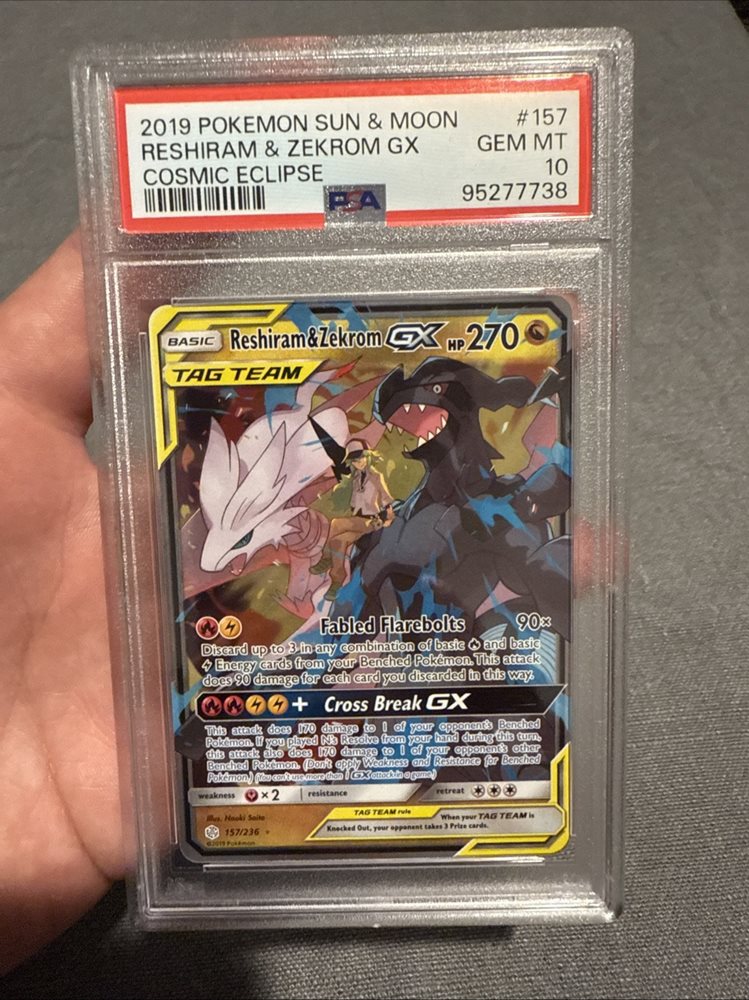 2019 POKEMON SUN & MOON #157
RESHIRAM & ZEKROM GX GEM MT
COSMIC ECLIPSE 10
PSA 95277738
BASIC Reshiram&Zekrom GX HP 270
TAG TEAM
Fabled Flarebolts 90×
Discard up to 3 in any combination of basic and basic
Energy cards from your Benched Pokémon. This attack
does 90 damage for each card you discarded in this way.
+ Cross Break GX
This attack does 170 damage to 1 of your opponent's Benched
Pokémon. If you played N's Resolve from your hand during this turn,
this attack also does 170 damage to 1 of your opponent's other
Benched Pokémon. (Don't apply Weakness and Resistance for Benched
Pokémon.) (You can't use more than 1 GX attack in a game.)
weakness ×2 resistance retreat
TAG TEAM rule When your TAG TEAM is
Knocked Out, your opponent takes 3 Prize cards.
Illus. Naoki Saito
157/236
©2019 Pokémon